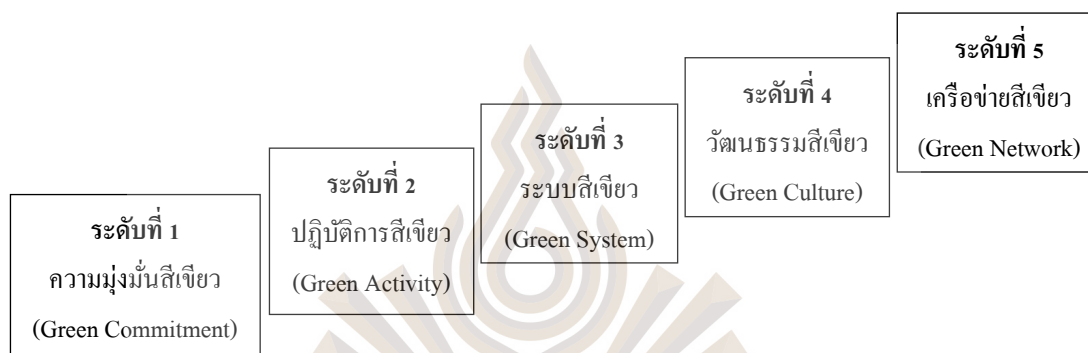 ระดับที่ 1
ความมุ่งมั่นสีเขียว
(Green Commitment)
ระดับที่ 2
ปฏิบัติการสีเขียว
(Green Activity)
ระดับที่ 3
ระบบสีเขียว
(Green System)
ระดับที่ 4
วัฒนธรรมสีเขียว
(Green Culture)
ระดับที่ 5
เครือข่ายสีเขียว
(Green Network)